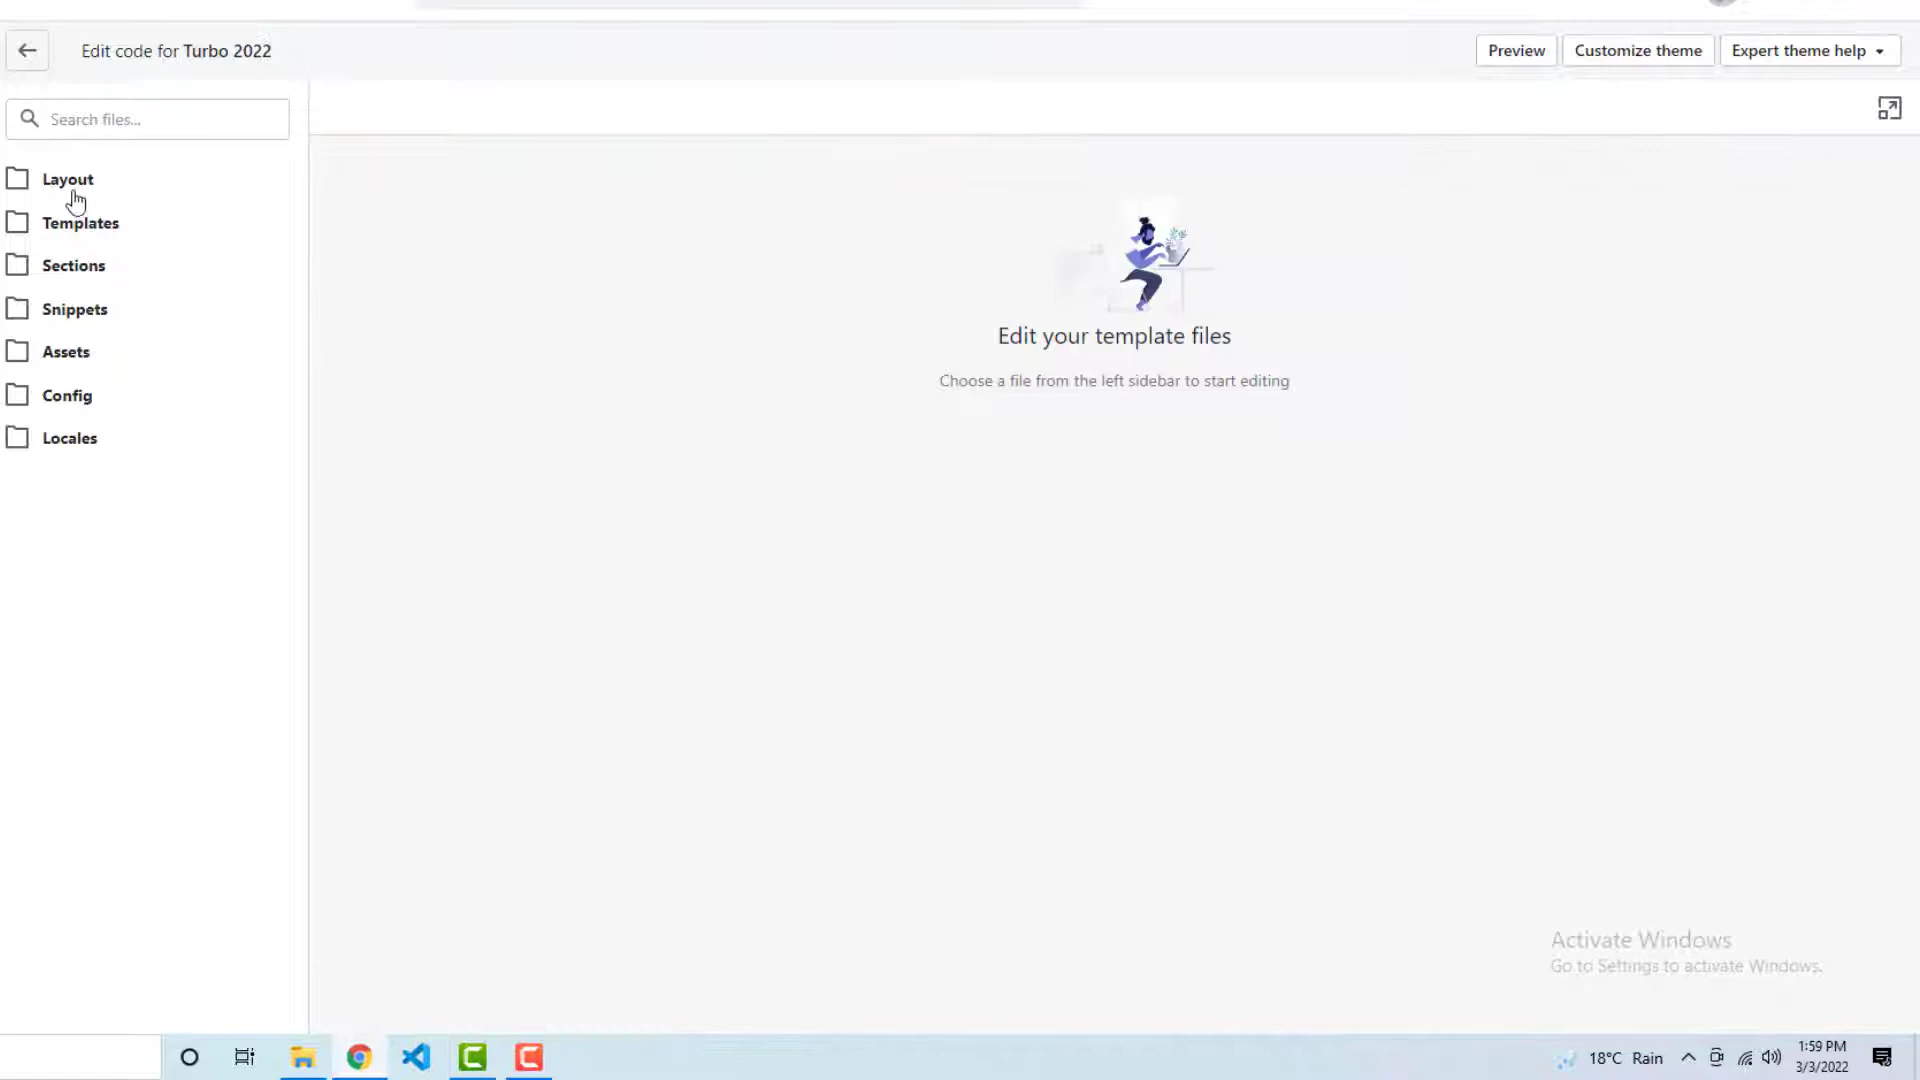 Edit code for Turbo 2022
Preview
Customize theme
Expert theme help
Search files...
Layout
Templates
Sections
Snippets
Assets
Config
Locales
Edit your template files
Choose a file from the left sidebar to start editing
Activate Windows
Go to Settings to activate Windows.
18°C Rain
1:59 PM
3/3/2022